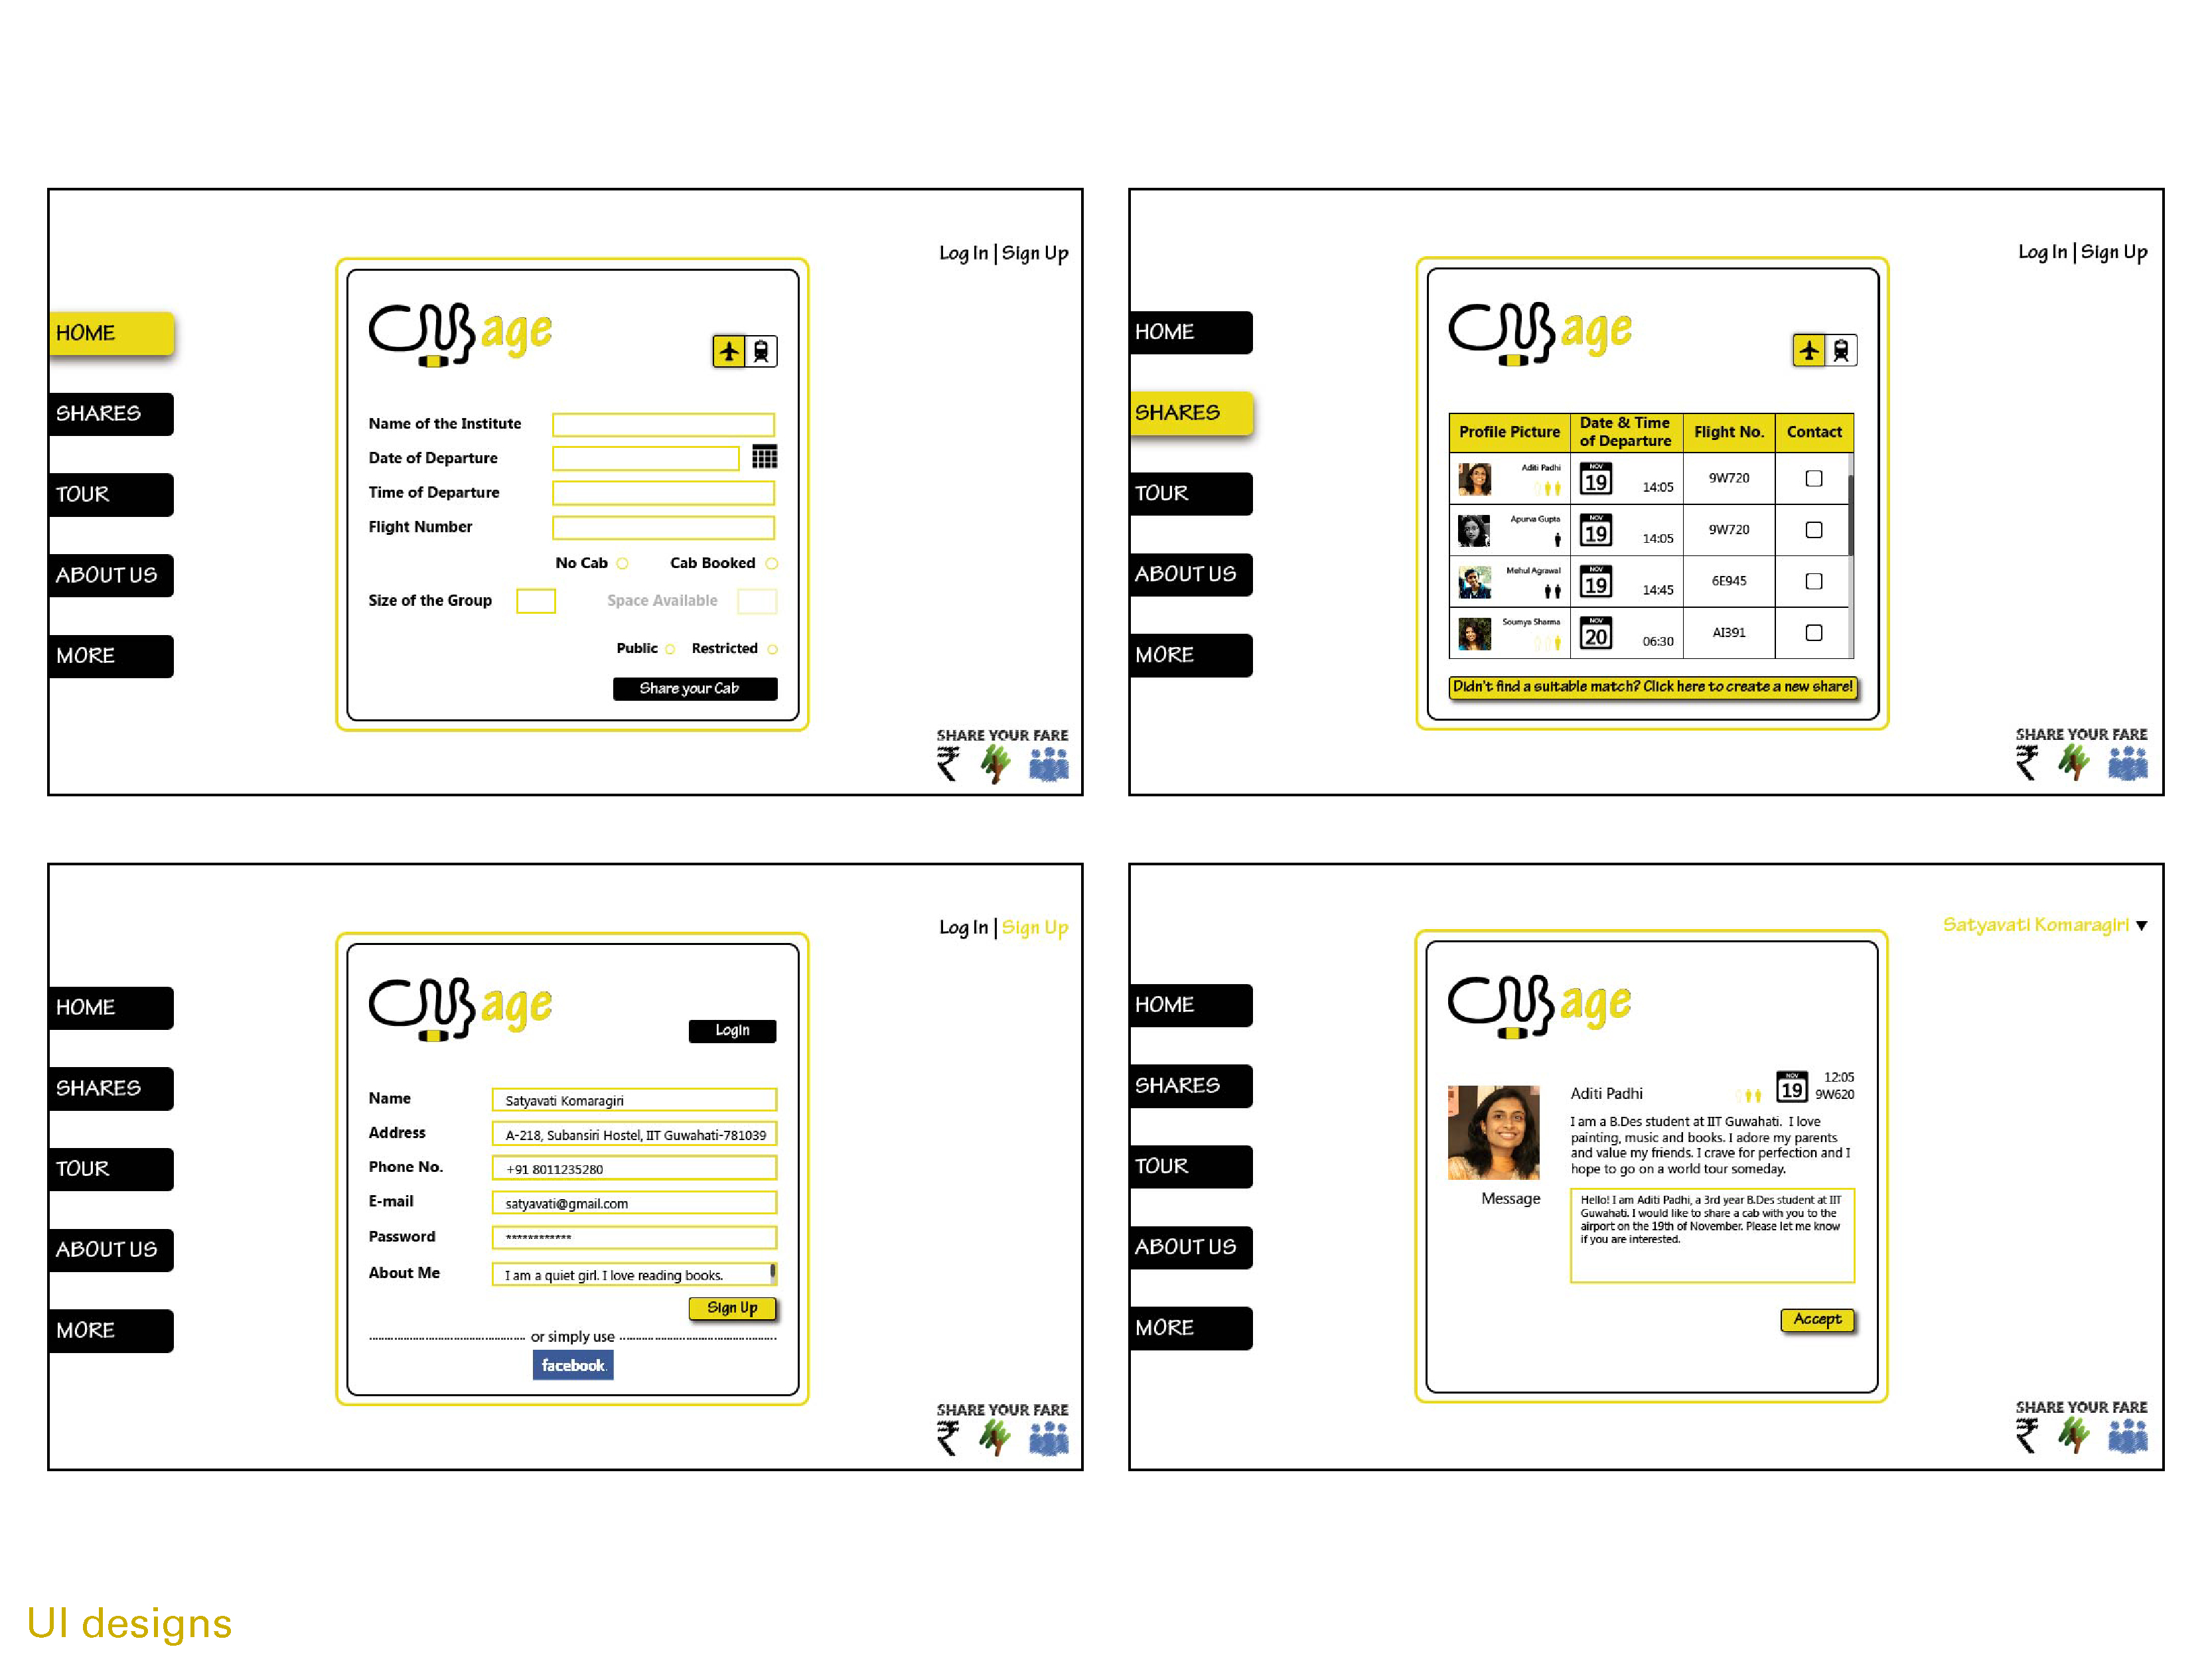 Log In | Sign Up
CABage
HOME
SHARES
TOUR
ABOUT US
MORE
Name of the Institute
Date of Departure
Time of Departure
Flight Number
No Cab
Cab Booked
Size of the Group
Space Available
Public
Restricted
Share your Cab
SHARE YOUR FARE
₹
Log In | Sign Up
CABage
HOME
SHARES
TOUR
ABOUT US
MORE
Profile Picture
Date & Time
of Departure
Flight No.
Contact
Aditi Padhi
NOV
19
14:05
9W720
Apurva Gupta
NOV
19
14:05
9W720
Mehul Agrawal
NOV
19
14:45
6E945
Soumya Sharma
NOV
20
06:30
AI391
Didn't find a suitable match? Click here to create a new share!
SHARE YOUR FARE
₹
Log In | Sign Up
CABage
Login
HOME
SHARES
TOUR
ABOUT US
MORE
Name
Satyavati Komaragiri
Address
A-218, Subansiri Hostel, IIT Guwahati-781039
Phone No.
+91 8011235280
E-mail
satyavati@gmail.com
Password
************
About Me
I am a quiet girl. I love reading books.
Sign Up
or simply use
facebook.
SHARE YOUR FARE
₹
Satyavati Komaragiri ▼
CABage
HOME
SHARES
TOUR
ABOUT US
MORE
Aditi Padhi
NOV
19
12:05
9W620
I am a B.Des student at IIT Guwahati. I love
painting, music and books. I adore my parents
and value my friends. I crave for perfection and I
hope to go on a world tour someday.
Message
Hello! I am Aditi Padhi, a 3rd year B.Des student at IIT
Guwahati. I would like to share a cab with you to the
airport on the 19th of November. Please let me know
if you are interested.
Accept
SHARE YOUR FARE
₹
UI designs